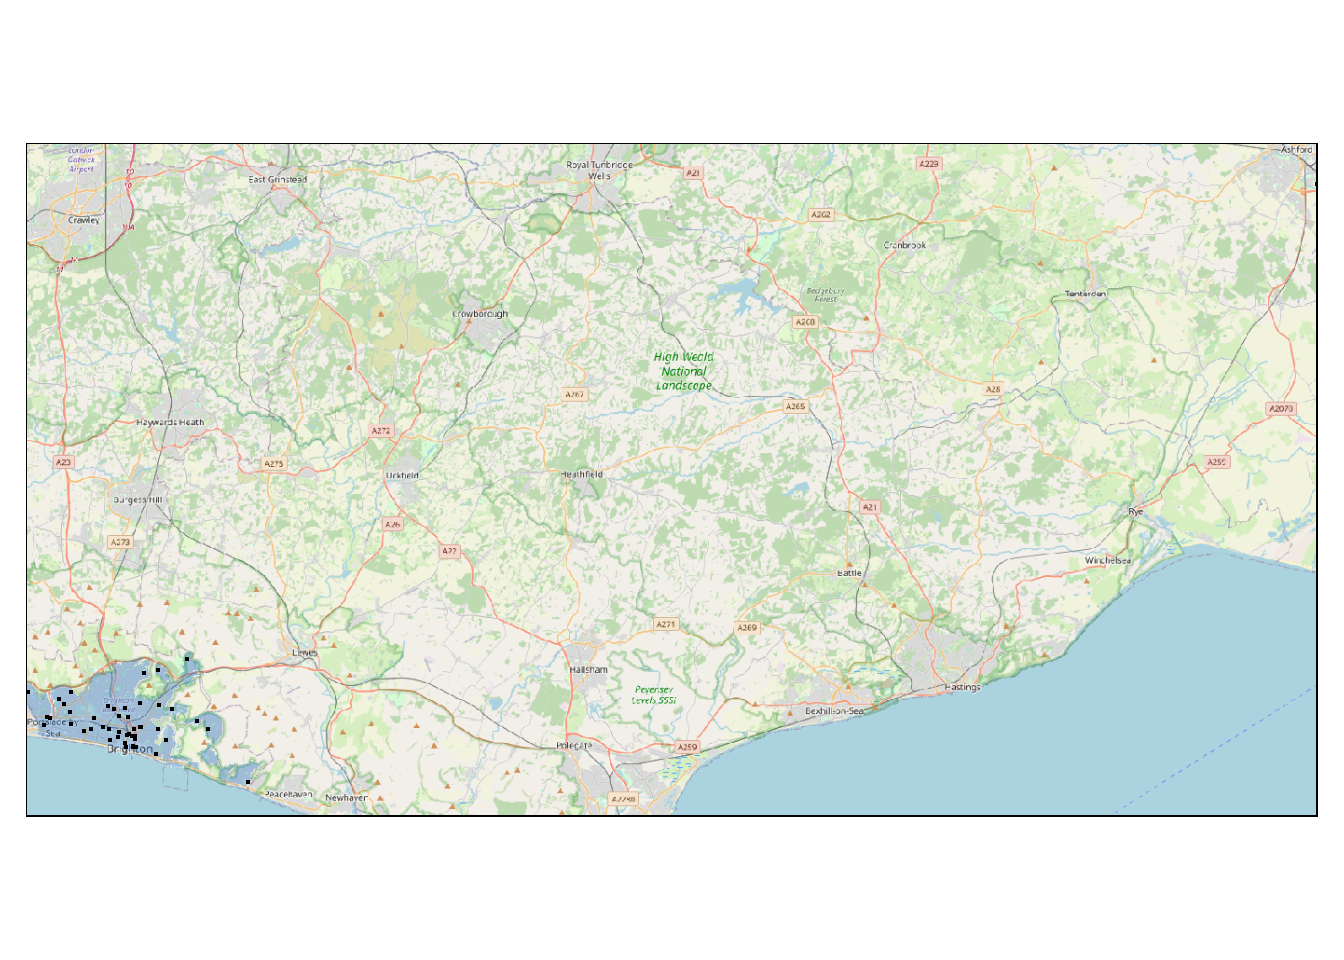 London
Gatwick
Airport
Ashford
Royal Tunbridge
Wells
A21
A229
East Grinstead
Crawley
A262
Cranbrook
Bedgebury
Forest
Tenterden
Crowborough
A268
High Weald
National
Landscape
A267
A28
A265
A2070
Haywards Heath
A272
A23
A275
A259
Uckfield
Heathfield
Burgess Hill
A21
Rye
A26
A273
A22
Winchelsea
Battle
A271
A269
Lewes
Hailsham
Hastings
Pevensey
Levels SSSI
Bexhill-on-Sea
Sea
Brighton
Polegate
A259
Peacehaven
Newhaven
A2280